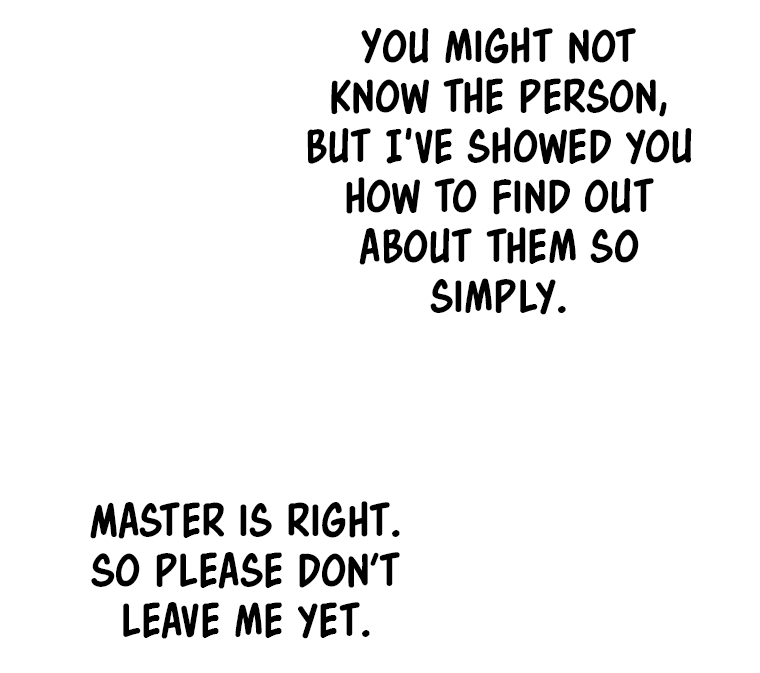 YOU MIGHT NOT
KNOW THE PERSON,
BUT I'VE SHOWED YOU
HOW TO FIND OUT
ABOUT THEM SO
SIMPLY.
MASTER IS RIGHT.
SO PLEASE DON'T
LEAVE ME YET.